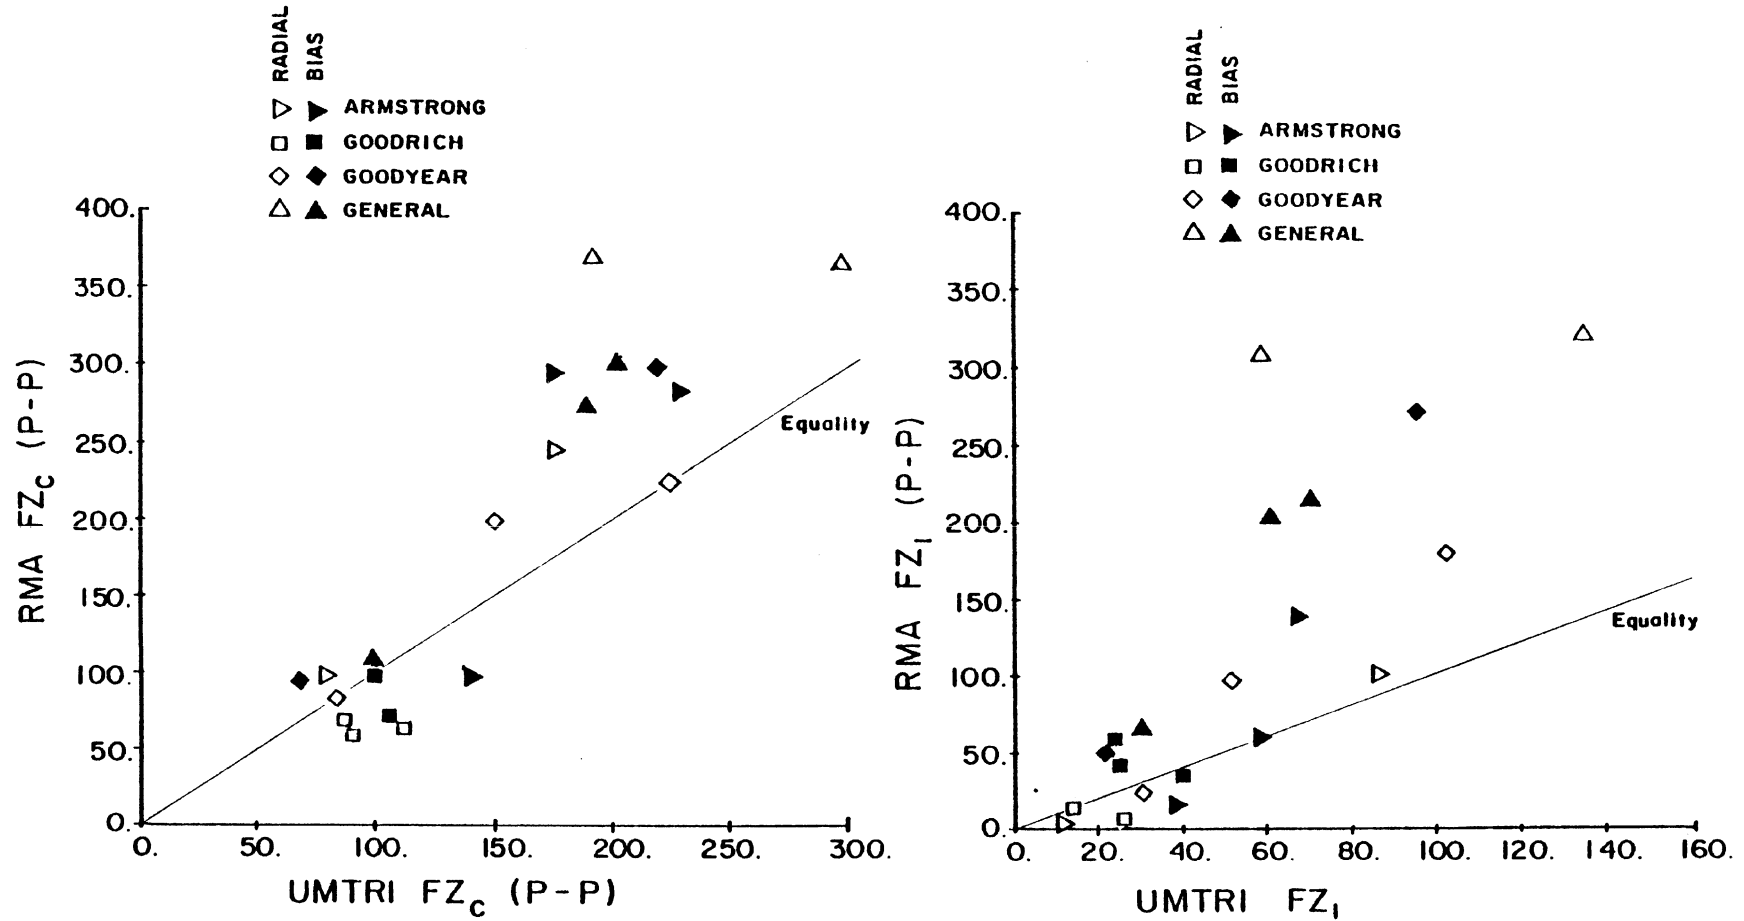 RADIAL
BIAS
ARMSTRONG
GOODRICH
GOODYEAR
GENERAL
400.
350.
300.
250.
200.
150.
100.
50.
0.
RMA FZC (P-P)
Equality
0. 50. 100. 150. 200. 250. 300.
UMTRI FZC (P-P)
RADIAL
BIAS
ARMSTRONG
GOODRICH
GOODYEAR
GENERAL
400.
350.
300.
250.
200.
150.
100.
50.
0.
RMA FZ1 (P-P)
Equality
0. 20. 40. 60. 80. 100. 120. 140. 160.
UMTRI FZ1